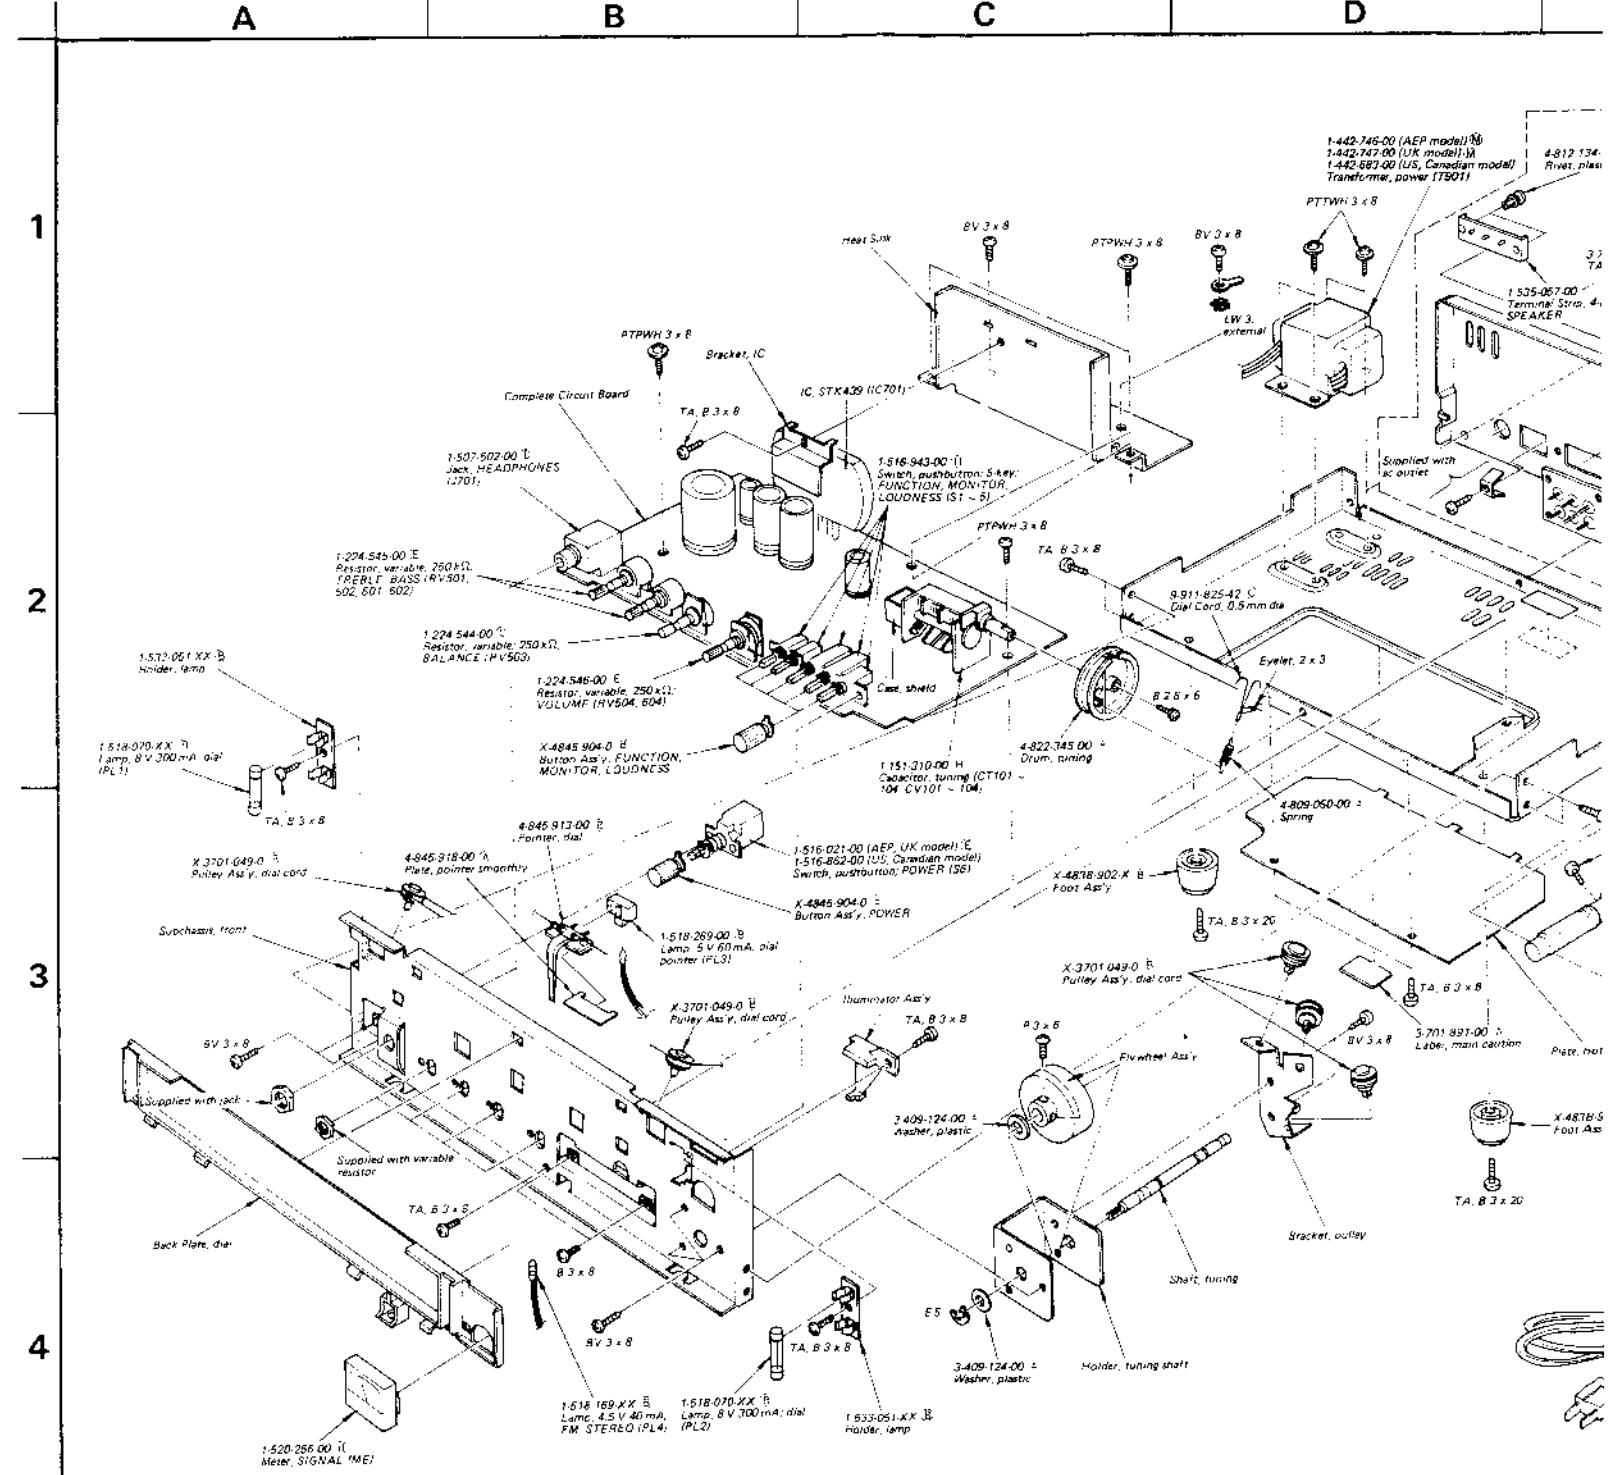 A
B
C
D
1
1-442-746-00 (AEP model) Ⓜ
1-442-747-00 (UK model) Ⓜ
1-442-683-00 (US, Canadian model)
Transformer, power (T901)
4-812-134-
Rivet,
PTTWH 3 x 8
BV 3 x 8
PTPWH 3 x 8
BV 3 x 8
Heat Sink
LW 3,
external
1-535-067-00
Terminal Strip, 4-
SPEAKER
PTPWH 3 x 8
Bracket, IC
Complete Circuit Board
TA, B 3 x 8
IC, STK439 (IC701)
1-507-502-00
Jack, HEADPHONES
(J701)
1-516-943-00
Switch, pushbutton; 5-key;
FUNCTION, MONITOR,
LOUDNESS (S1 ~ 5)
Supplied with
ac outlet
PTPWH 3 x 8
TA, B 3 x 8
2
1-224-545-00 Ⓔ
Resistor, variable, 250 kΩ,
TREBLE, BASS (RV501,
502, 601, 602)
9-911-825-42
Dial Cord, 0.5 mm dia
1-224-544-00
Resistor, variable; 250 kΩ,
BALANCE (RV503)
1-533-051-XX Ⓑ
Holder, lamp
1-224-546-00 Ⓔ
Resistor, variable, 250 kΩ;
VOLUME (RV504, 604)
Case, shield
Eyelet, 2 x 3
B 2.6 x 6
1-518-070-XX Ⓑ
Lamp, 8 V 300 mA, dial
(PL1)
X-4845-904-0
Button Ass'y, FUNCTION,
MONITOR, LOUDNESS
1-151-310-00
Capacitor, tuning (CT101 ~
104, CV101 ~ 104)
4-822-345-00
Drum, tuning
TA, B 3 x 8
4-809-050-00
Spring
4-845-913-00 Ⓑ
Pointer, dial
X-3701-049-0
Pulley Ass'y, dial cord
4-845-918-00
Plate, pointer smoothly
1-516-021-00 (AEP, UK model) Ⓔ
1-516-862-00 (US, Canadian model)
Switch, pushbutton; POWER (S6)
X-4838-902-X Ⓑ
Foot Ass'y
X-4845-904-0
Button Ass'y, POWER
TA, B 3 x 20
Subchassis, front
1-518-269-00 Ⓑ
Lamp, 5 V 60 mA, dial
pointer (PL3)
3
X-3701-049-0 Ⓑ
Pulley Ass'y, dial cord
X-3701-049-0
Pulley Ass'y, dial cord
Illuminator Ass'y
TA, B 3 x 8
TA, B 3 x 8
P 3 x 6
3-701-891-00
Label, main caution
BV 3 x 8
BV 3 x 8
Flywheel Ass'y
Plate,
Supplied with jack
3-409-124-00
Washer, plastic
X-4838-9
Foot Ass
Supplied with variable
resistor
TA, B 3 x 8
TA, B 3 x 20
Back Plate, dial
Bracket, pulley
B 3 x 8
Shaft, tuning
E 5
4
BV 3 x 8
TA, B 3 x 8
3-409-124-00
Washer, plastic
Holder, tuning shaft
1-518-169-XX Ⓑ
Lamp, 4.5 V 40 mA,
FM STEREO (PL4)
1-518-070-XX Ⓑ
Lamp, 8 V 300 mA; dial
(PL2)
1-533-051-XX Ⓑ
Holder, lamp
1-520-256-00
Meter, SIGNAL (ME)